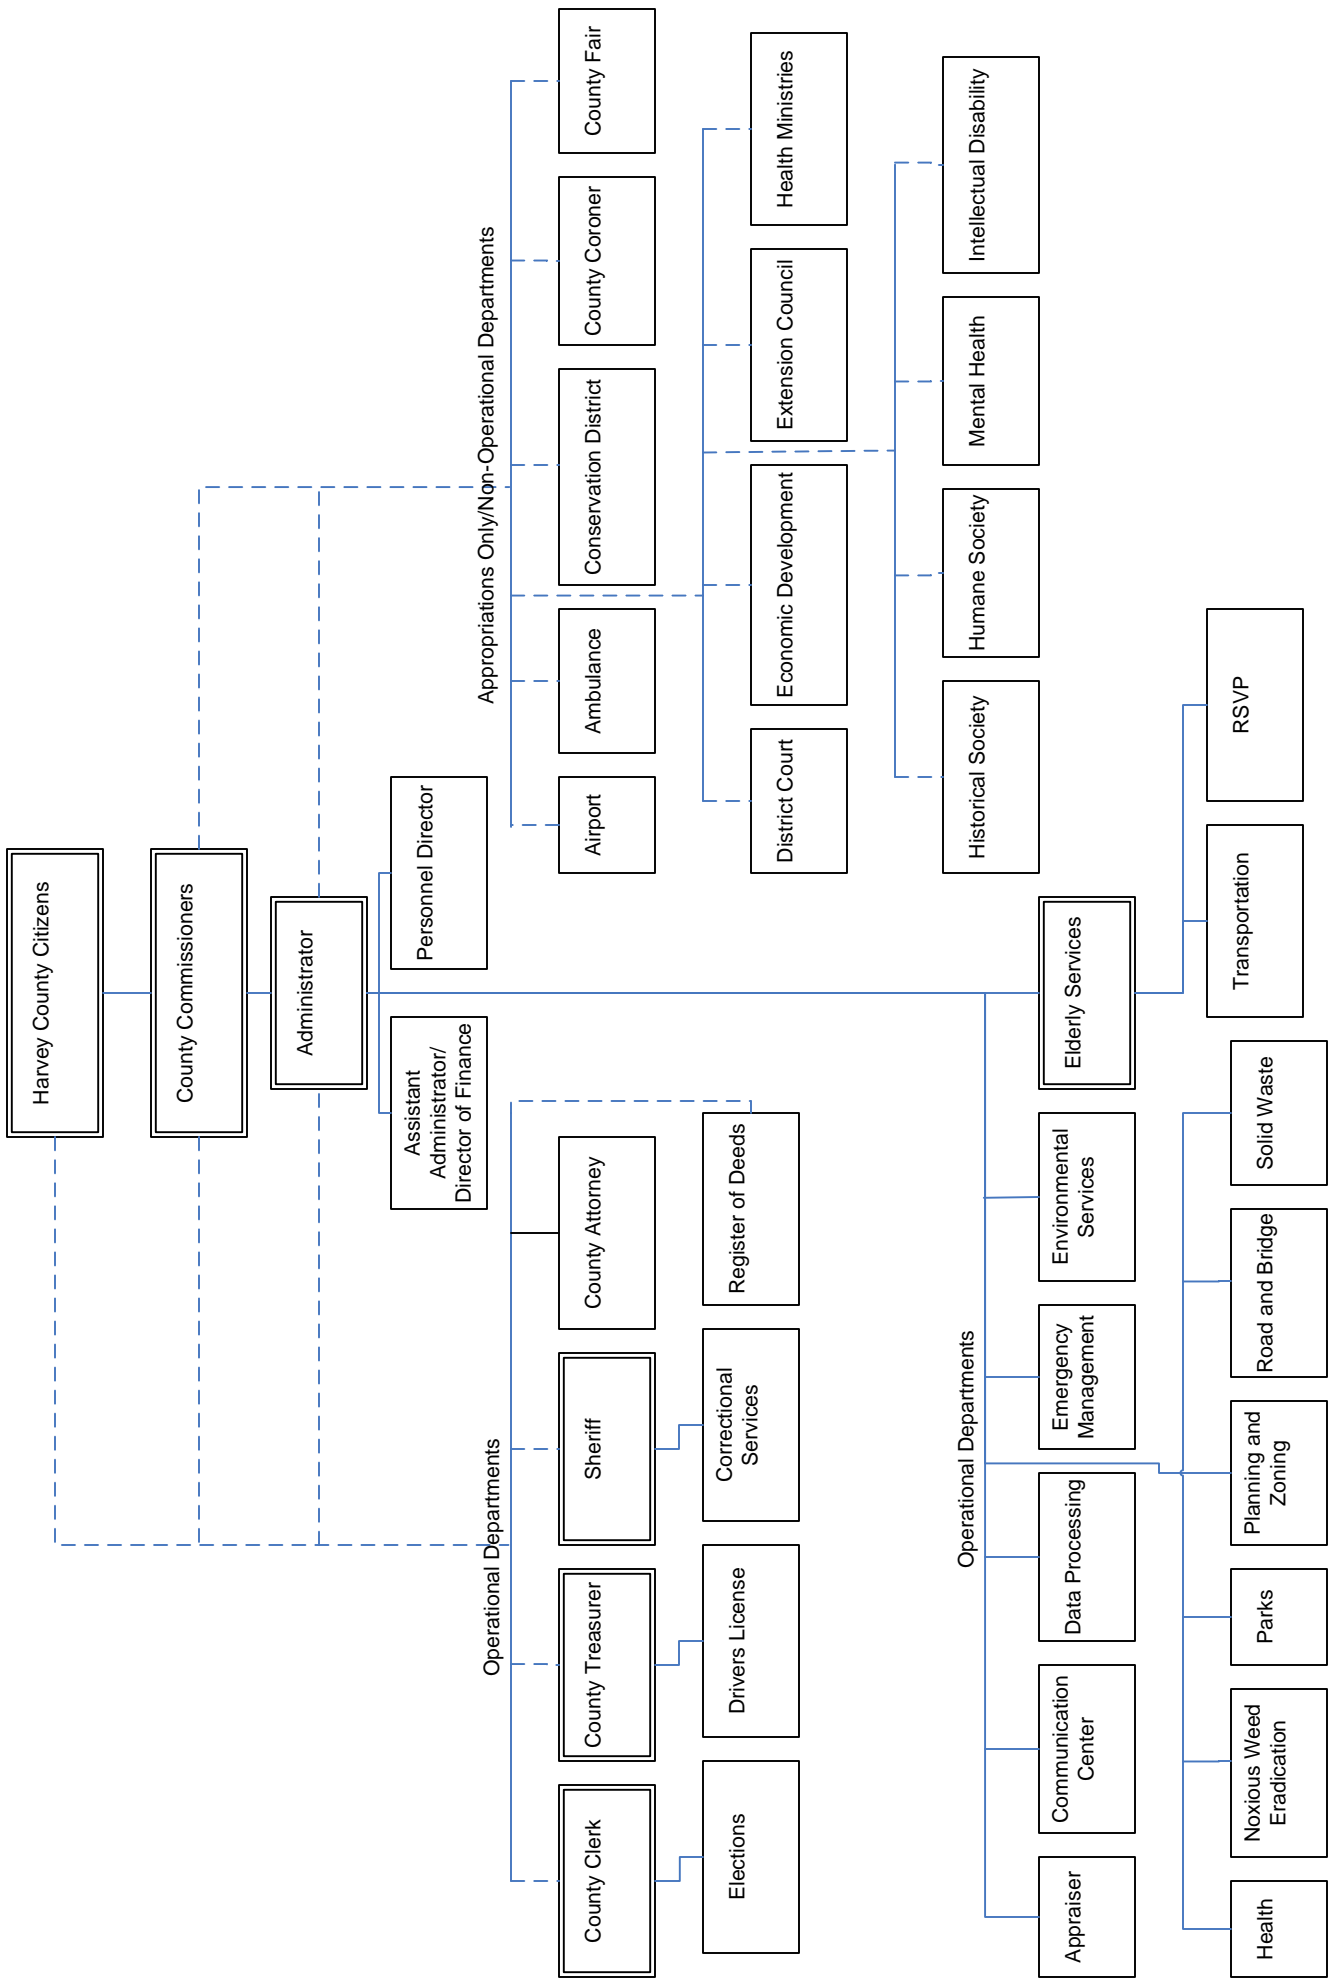 Harvey County Citizens
County Commissioners
Administrator
Assistant
Administrator/
Director of Finance
Personnel Director
Operational Departments
County Clerk
County Treasurer
Sheriff
County Attorney
Elections
Drivers License
Correctional
Services
Register of Deeds
Appropriations Only/Non-Operational Departments
Airport
Ambulance
Conservation District
County Coroner
County Fair
District Court
Economic Development
Extension Council
Health Ministries
Historical Society
Humane Society
Mental Health
Intellectual Disability
Operational Departments
Appraiser
Communication
Center
Data Processing
Emergency
Management
Environmental
Services
Elderly Services
Health
Noxious Weed
Eradication
Parks
Planning and
Zoning
Road and Bridge
Solid Waste
Transportation
RSVP